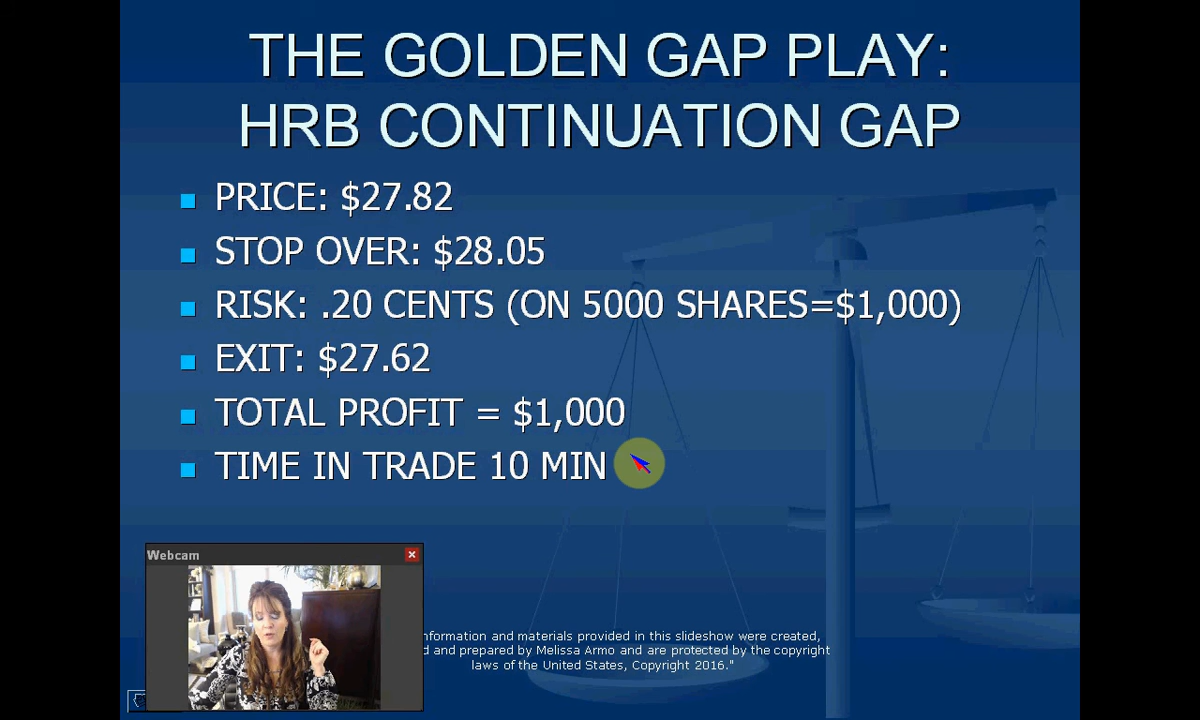 THE GOLDEN GAP PLAY:
HRB CONTINUATION GAP
PRICE: $27.82
STOP OVER: $28.05
RISK: .20 CENTS (ON 5000 SHARES=$1,000)
EXIT: $27.62
TOTAL PROFIT = $1,000
TIME IN TRADE 10 MIN
Webcam
nformation and materials provided in this slideshow were created,
d and prepared by Melissa Armo and are protected by the copyright
laws of the United States, Copyright 2016."